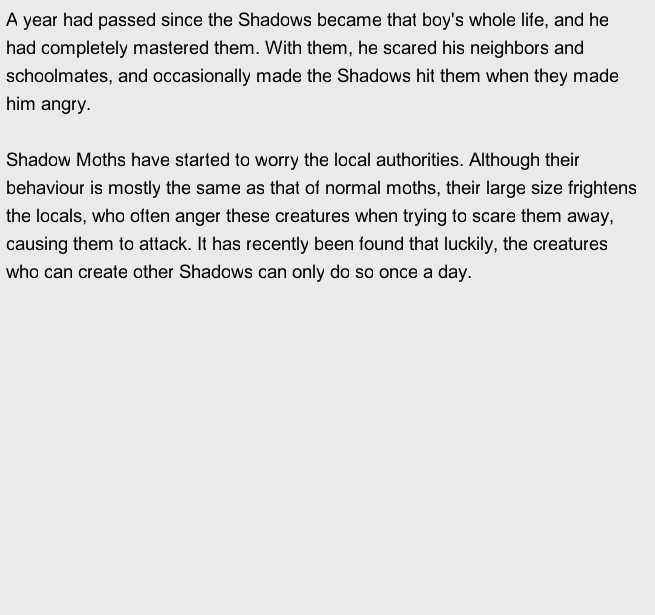 A year had passed since the Shadows became that boy's whole life, and he
had completely mastered them. With them, he scared his neighbors and
schoolmates, and occasionally made the Shadows hit them when they made
him angry.

Shadow Moths have started to worry the local authorities. Although their
behaviour is mostly the same as that of normal moths, their large size frightens
the locals, who often anger these creatures when trying to scare them away,
causing them to attack. It has recently been found that luckily, the creatures
who can create other Shadows can only do so once a day.